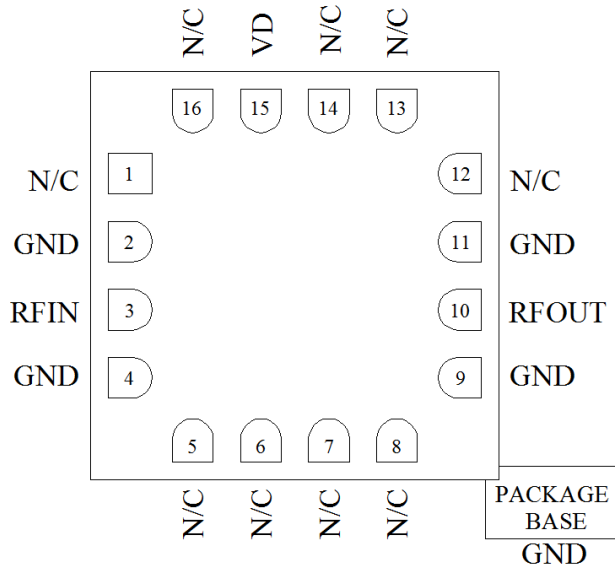 N/C VD N/C N/C
16 15 14 13
N/C 1 12 N/C
GND 2 11 GND
RFIN 3 10 RFOUT
GND 4 9 GND
5 6 7 8
N/C N/C N/C N/C
PACKAGE
BASE
GND